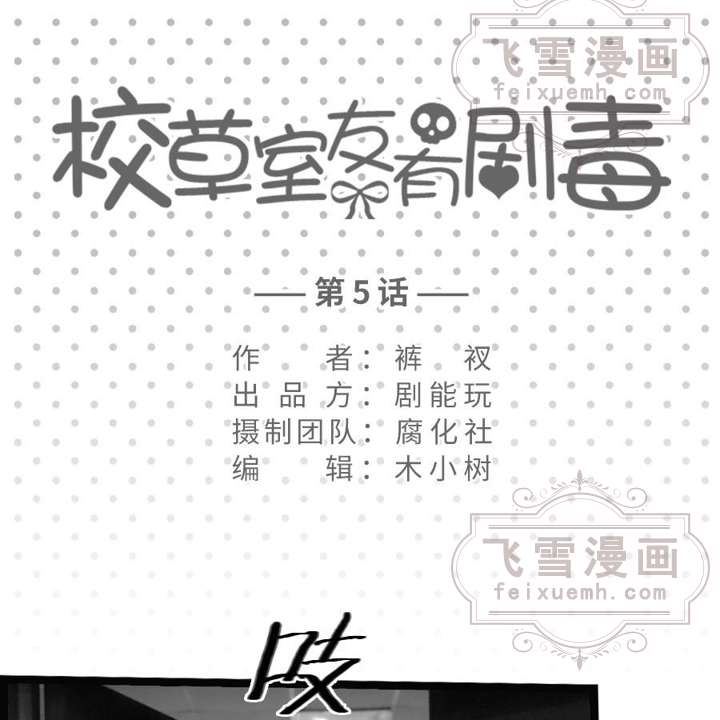 飞雪漫画
feixuemh.com
校草室友有剧毒
第5话
作者：裤衩
出品方：剧能玩
摄制团队：腐化社
编辑：木小树
飞雪漫画
feixuemh.com
吱